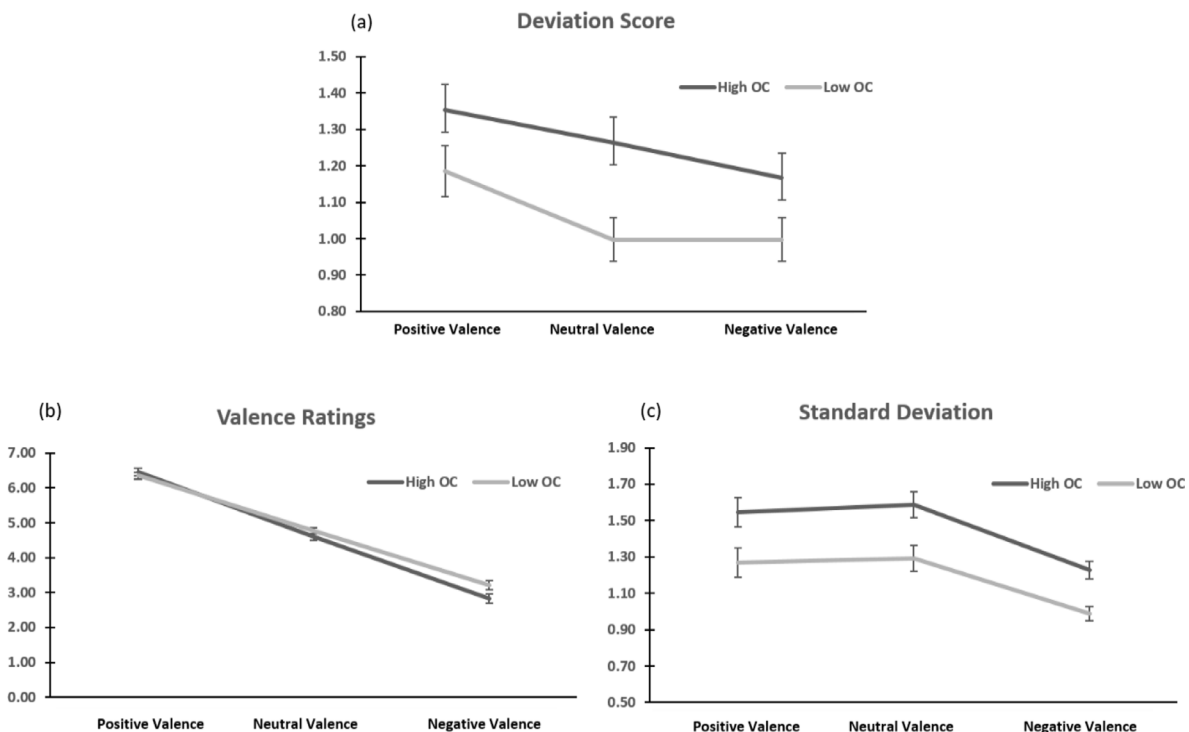 (a)
Deviation Score
1.50
1.40
1.30
1.20
1.10
1.00
0.90
0.80
High OC
Low OC
Positive Valence
Neutral Valence
Negative Valence
(b)
Valence Ratings
7.00
6.00
5.00
4.00
3.00
2.00
1.00
0.00
High OC
Low OC
Positive Valence
Neutral Valence
Negative Valence
(c)
Standard Deviation
1.90
1.70
1.50
1.30
1.10
0.90
0.70
0.50
High OC
Low OC
Positive Valence
Neutral Valence
Negative Valence